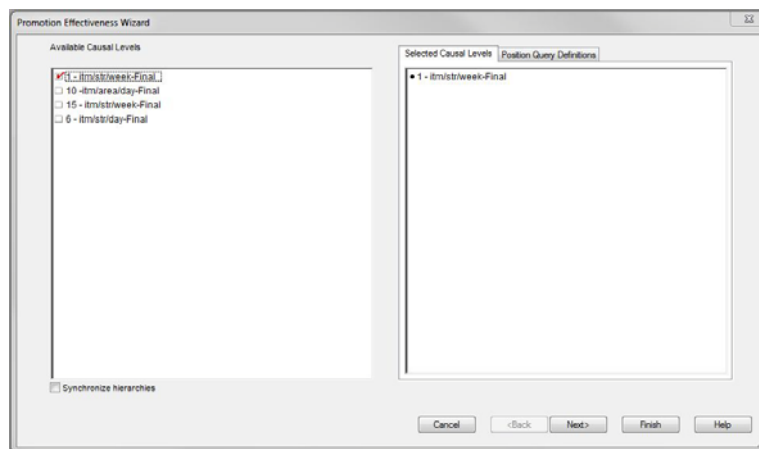 Promotion Effectiveness Wizard
Available Causal Levels
1 - itm/str/week-Final
10 -itm/area/day-Final
15 - itm/str/week-Final
6 - itm/str/day-Final
Synchronize hierarchies
Selected Causal Levels
Position Query Definitions
1 - itm/str/week-Final
Cancel
<Back
Next>
Finish
Help